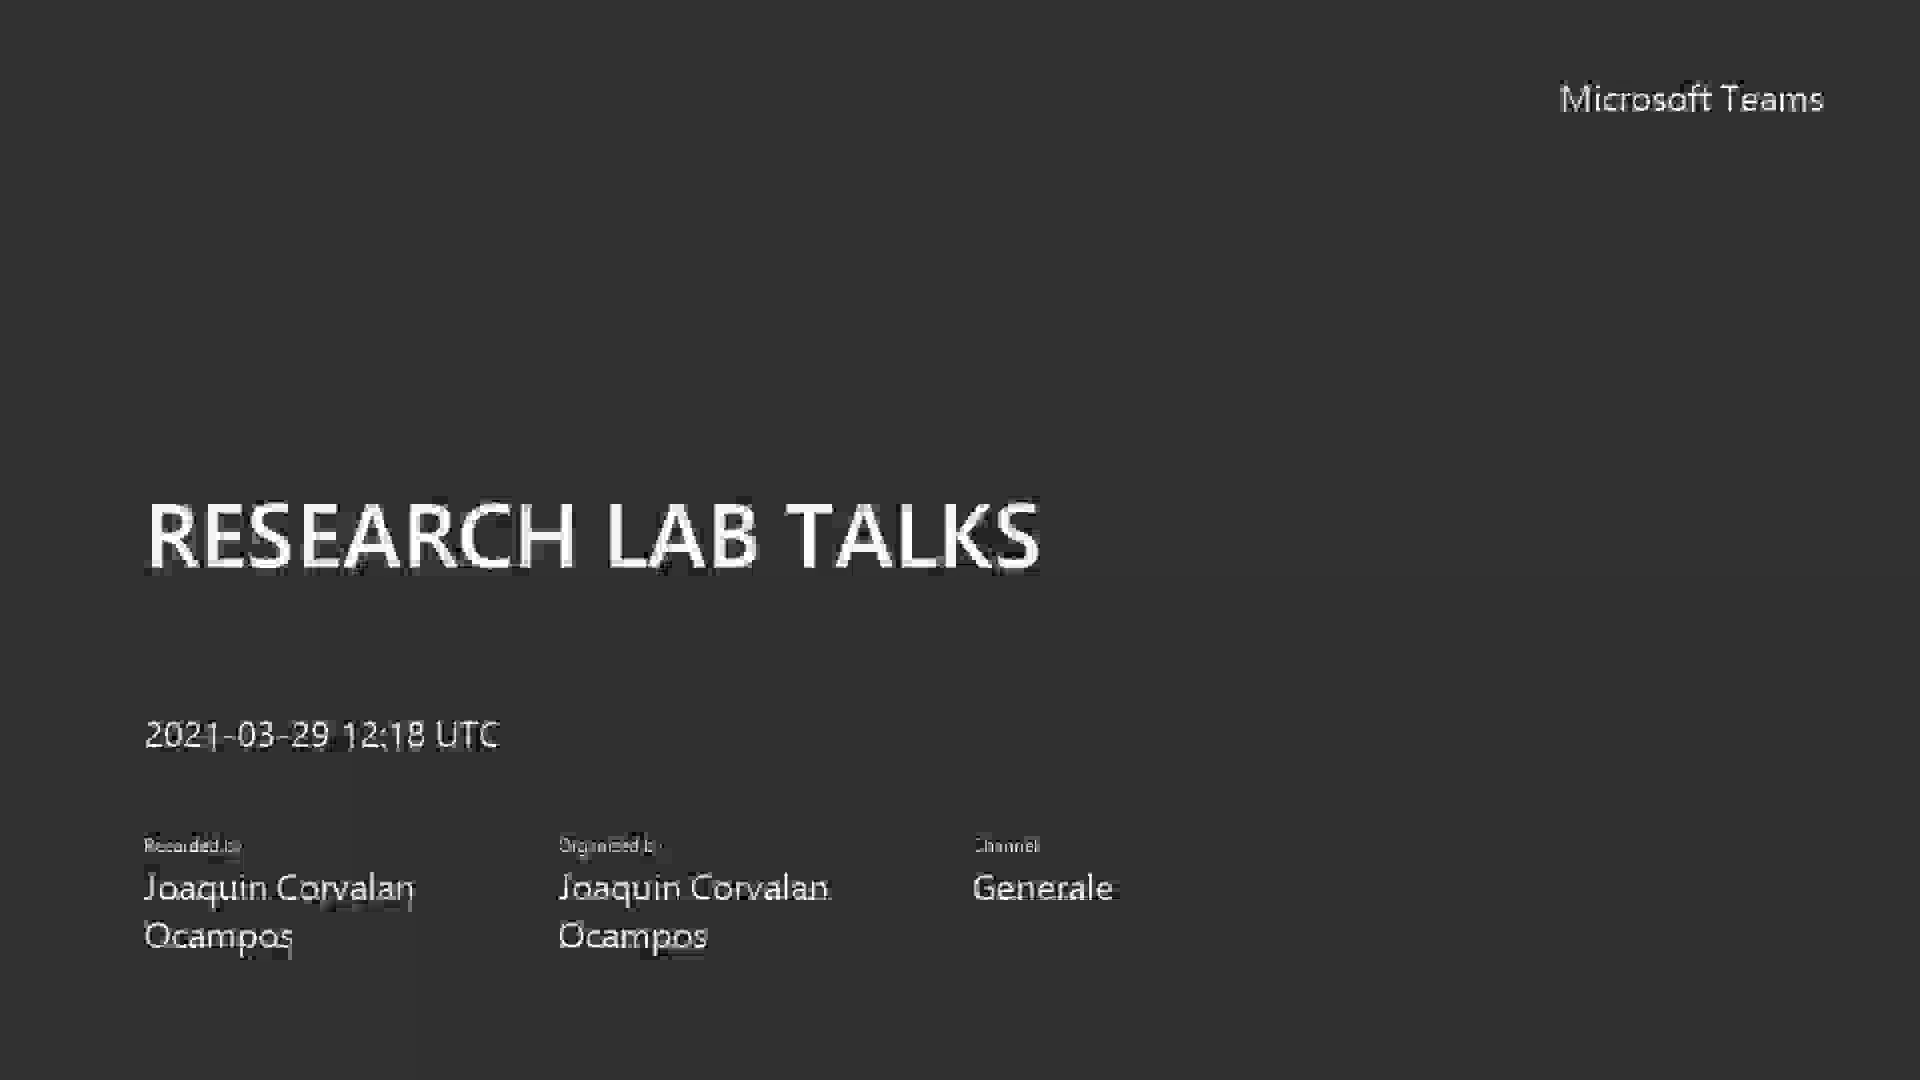 Microsoft Teams
RESEARCH LAB TALKS
2021-03-29 12:18 UTC
Recorded by
Organized by
Channel
Joaquin Corvalan
Joaquin Corvalan
Generale
Ocampos
Ocampos